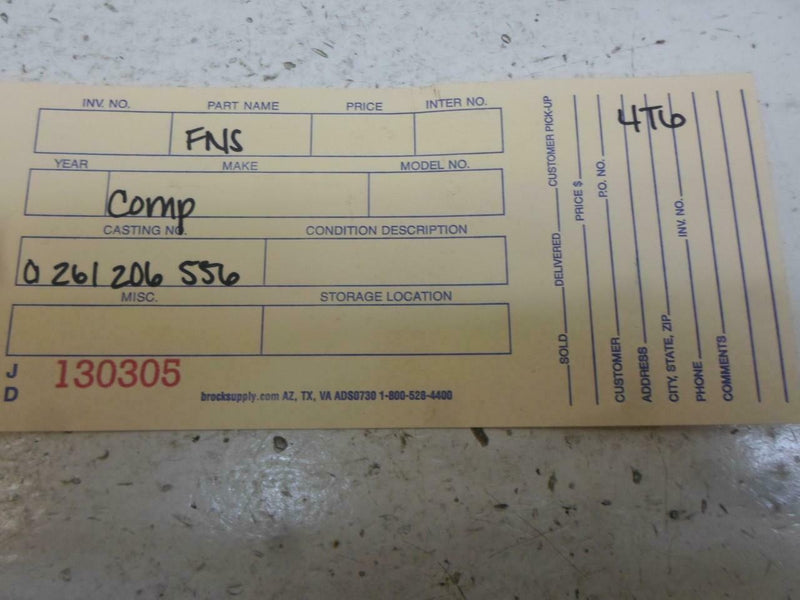 INV. NO. PART NAME PRICE INTER NO.
FNS
YEAR MAKE MODEL NO.
Comp
CASTING NO. CONDITION DESCRIPTION
0 261 206 556
MISC. STORAGE LOCATION
J D 130305
brocksupply.com AZ, TX, VA ADS0730 1-800-528-4400
SOLD DELIVERED CUSTOMER PICK-UP
PRICE $
P.O. NO.
4T6
CUSTOMER
ADDRESS
CITY, STATE, ZIP INV. NO.
PHONE
COMMENTS